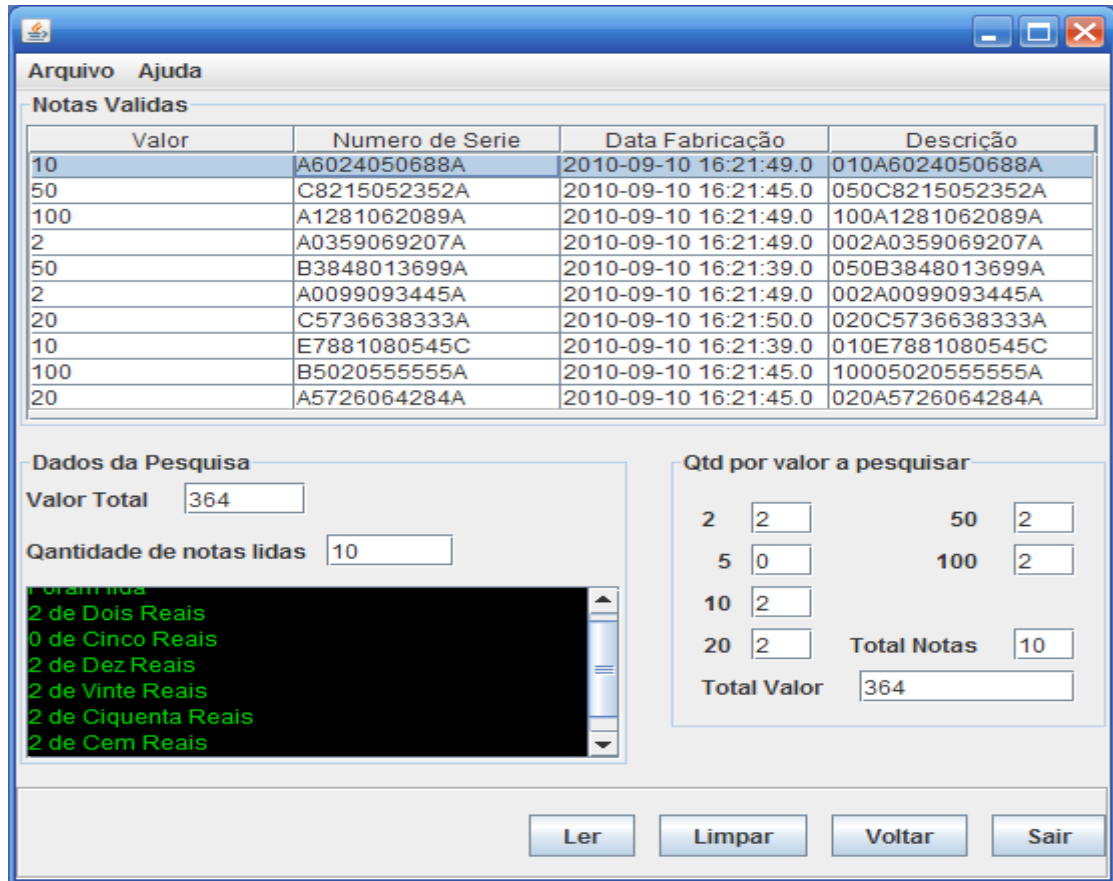 Arquivo Ajuda
Notas Validas
Valor Numero de Serie Data Fabricação Descrição
10 A6024050688A 2010-09-10 16:21:49.0 010A6024050688A
50 C8215052352A 2010-09-10 16:21:45.0 050C8215052352A
100 A1281062089A 2010-09-10 16:21:49.0 100A1281062089A
2 A0359069207A 2010-09-10 16:21:49.0 002A0359069207A
50 B3848013699A 2010-09-10 16:21:39.0 050B3848013699A
2 A0099093445A 2010-09-10 16:21:49.0 002A0099093445A
20 C5736638333A 2010-09-10 16:21:50.0 020C5736638333A
10 E7881080545C 2010-09-10 16:21:39.0 010E7881080545C
100 B5020555555A 2010-09-10 16:21:45.0 10005020555555A
20 A5726064284A 2010-09-10 16:21:45.0 020A5726064284A
Dados da Pesquisa
Valor Total 364
Qantidade de notas lidas 10
Foram lida
2 de Dois Reais
0 de Cinco Reais
2 de Dez Reais
2 de Vinte Reais
2 de Ciquenta Reais
2 de Cem Reais
Qtd por valor a pesquisar
2 2 50 2
5 0 100 2
10 2
20 2 Total Notas 10
Total Valor 364
Ler Limpar Voltar Sair